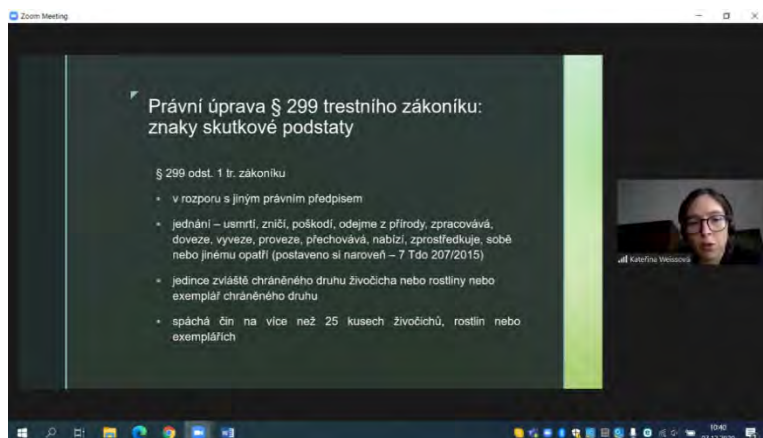 Zoom Meeting
Právní úprava § 299 trestního zákoníku:
znaky skutkové podstaty
§ 299 odst. 1 tr. zákoníku
▪ v rozporu s jiným právním předpisem
▪ jednání – usmrtí, zničí, poškodí, odejme z přírody, zpracovává,
doveze, vyveze, proveze, přechovává, nabízí, zprostředkuje, sobě
nebo jinému opatří (postaveno si naroveň – 7 Tdo 207/2015)
▪ jedince zvláště chráněného druhu živočicha nebo rostliny nebo
exemplář chráněného druhu
▪ spáchá čin na více než 25 kusech živočichů, rostlin nebo
exemplářích
Kateřina Weissová
10:40